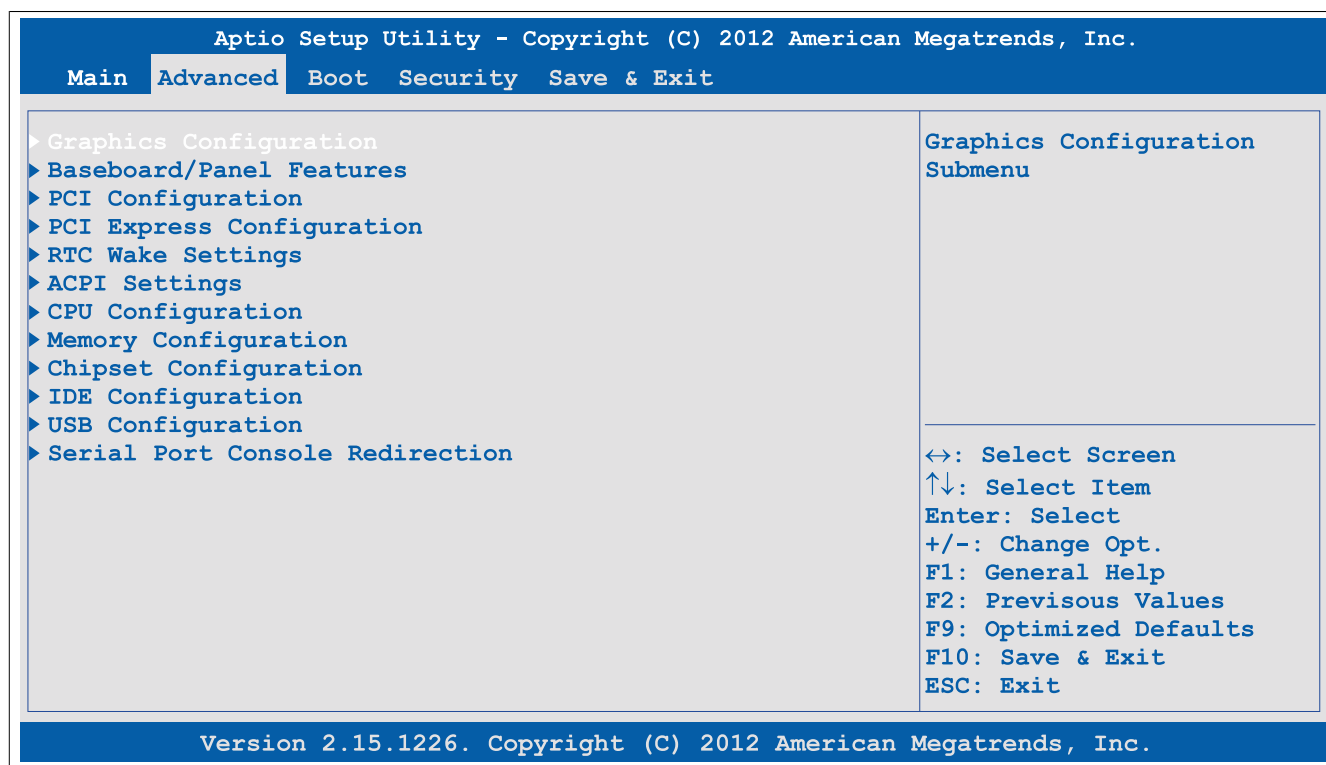 Aptio Setup Utility - Copyright (C) 2012 American Megatrends, Inc.
Main Advanced Boot Security Save & Exit
▶ Graphics Configuration
▶ Baseboard/Panel Features
▶ PCI Configuration
▶ PCI Express Configuration
▶ RTC Wake Settings
▶ ACPI Settings
▶ CPU Configuration
▶ Memory Configuration
▶ Chipset Configuration
▶ IDE Configuration
▶ USB Configuration
▶ Serial Port Console Redirection
Graphics Configuration
Submenu
↔: Select Screen
↑↓: Select Item
Enter: Select
+/-: Change Opt.
F1: General Help
F2: Previsous Values
F9: Optimized Defaults
F10: Save & Exit
ESC: Exit
Version 2.15.1226. Copyright (C) 2012 American Megatrends, Inc.